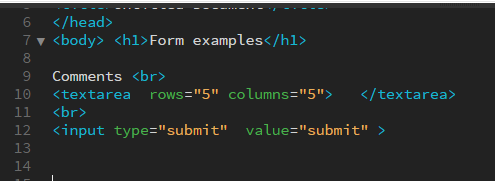 6 </head>
7 <body> <h1>Form examples</h1>
8
9 Comments <br>
10 <textarea  rows="5" columns="5">   </textarea>
11 <br>
12 <input type="submit"  value="submit" >
13
14